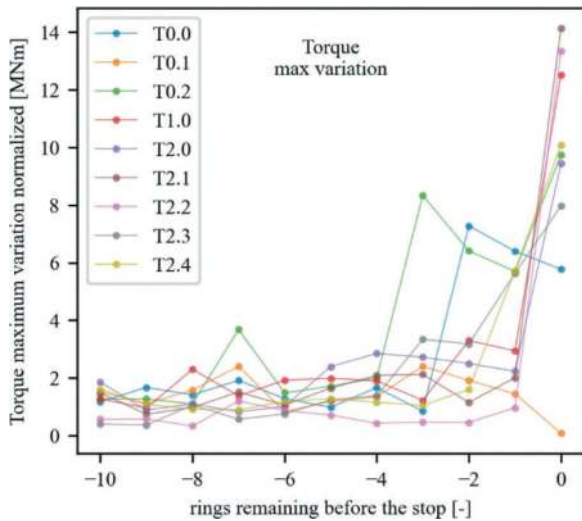 Torque maximum variation normalized [MNm]
14
12
10
8
6
4
2
0
T0.0
T0.1
T0.2
T1.0
T2.0
T2.1
T2.2
T2.3
T2.4
Torque
max variation
−10
−8
−6
−4
−2
0
rings remaining before the stop [-]